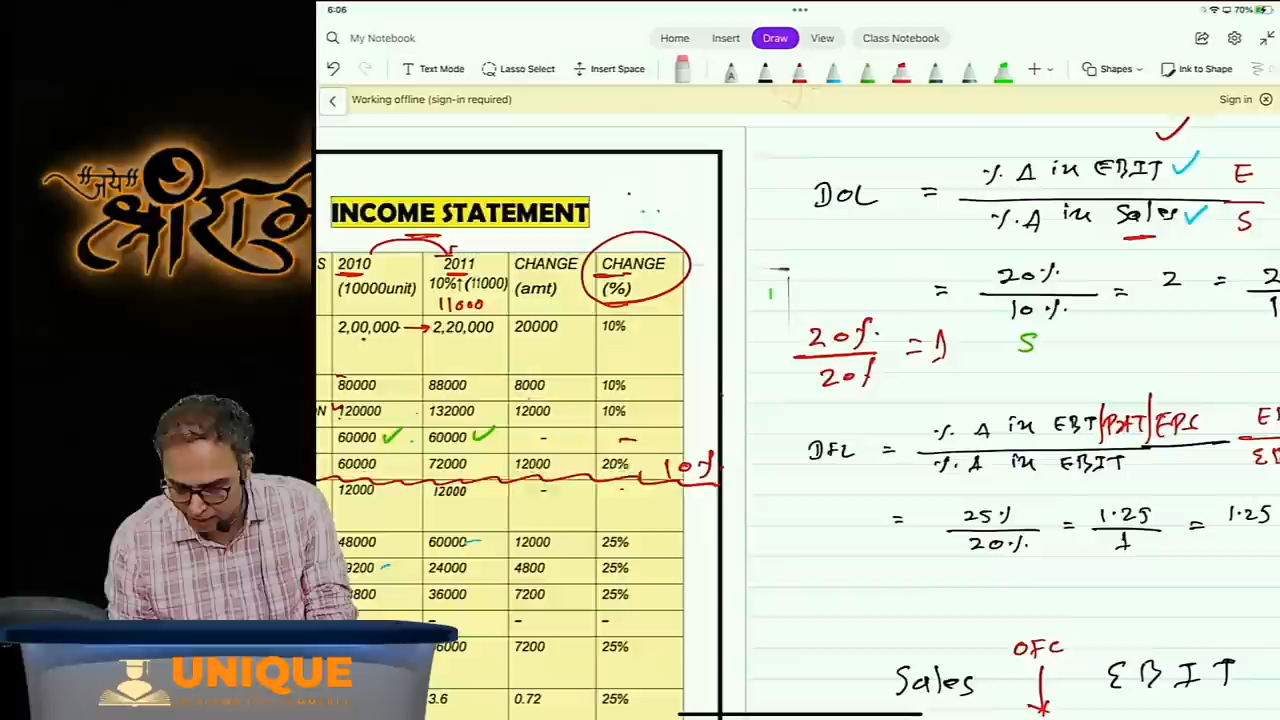 6:06
70%
My Notebook
Home
Insert
Draw
View
Class Notebook
Text Mode
Lasso Select
Insert Space
Shapes
Ink to Shape
Working offline (sign-in required)
Sign in
#जय#
श्रीराम
INCOME STATEMENT
S 2010 2011 CHANGE CHANGE
(10000unit) 10%↑(11000) (amt) (%)
11000
2,00,000 → 2,20,000 20000 10%
80000 88000 8000 10%
N 120000 132000 12000 10%
60000 ✓ 60000 ✓ - -
60000 72000 12000 20% 10%
12000 12000 - -
48000 60000 12000 25%
9200 24000 4800 25%
4800 36000 7200 25%
- - -
6000 7200 25%
3.6 0.72 25%
DOL = % Δ in EBIT ✓ E
% Δ in Sales ✓ S
= 20% / 10% = 2 = 2
20% / 20% = 1
S
DFL = % Δ in EBT/PAT/EPS
% Δ in EBIT
= 25% / 20% = 1.25 / 1 = 1.25
OFC
Sales ↓ EBIT
UNIQUE